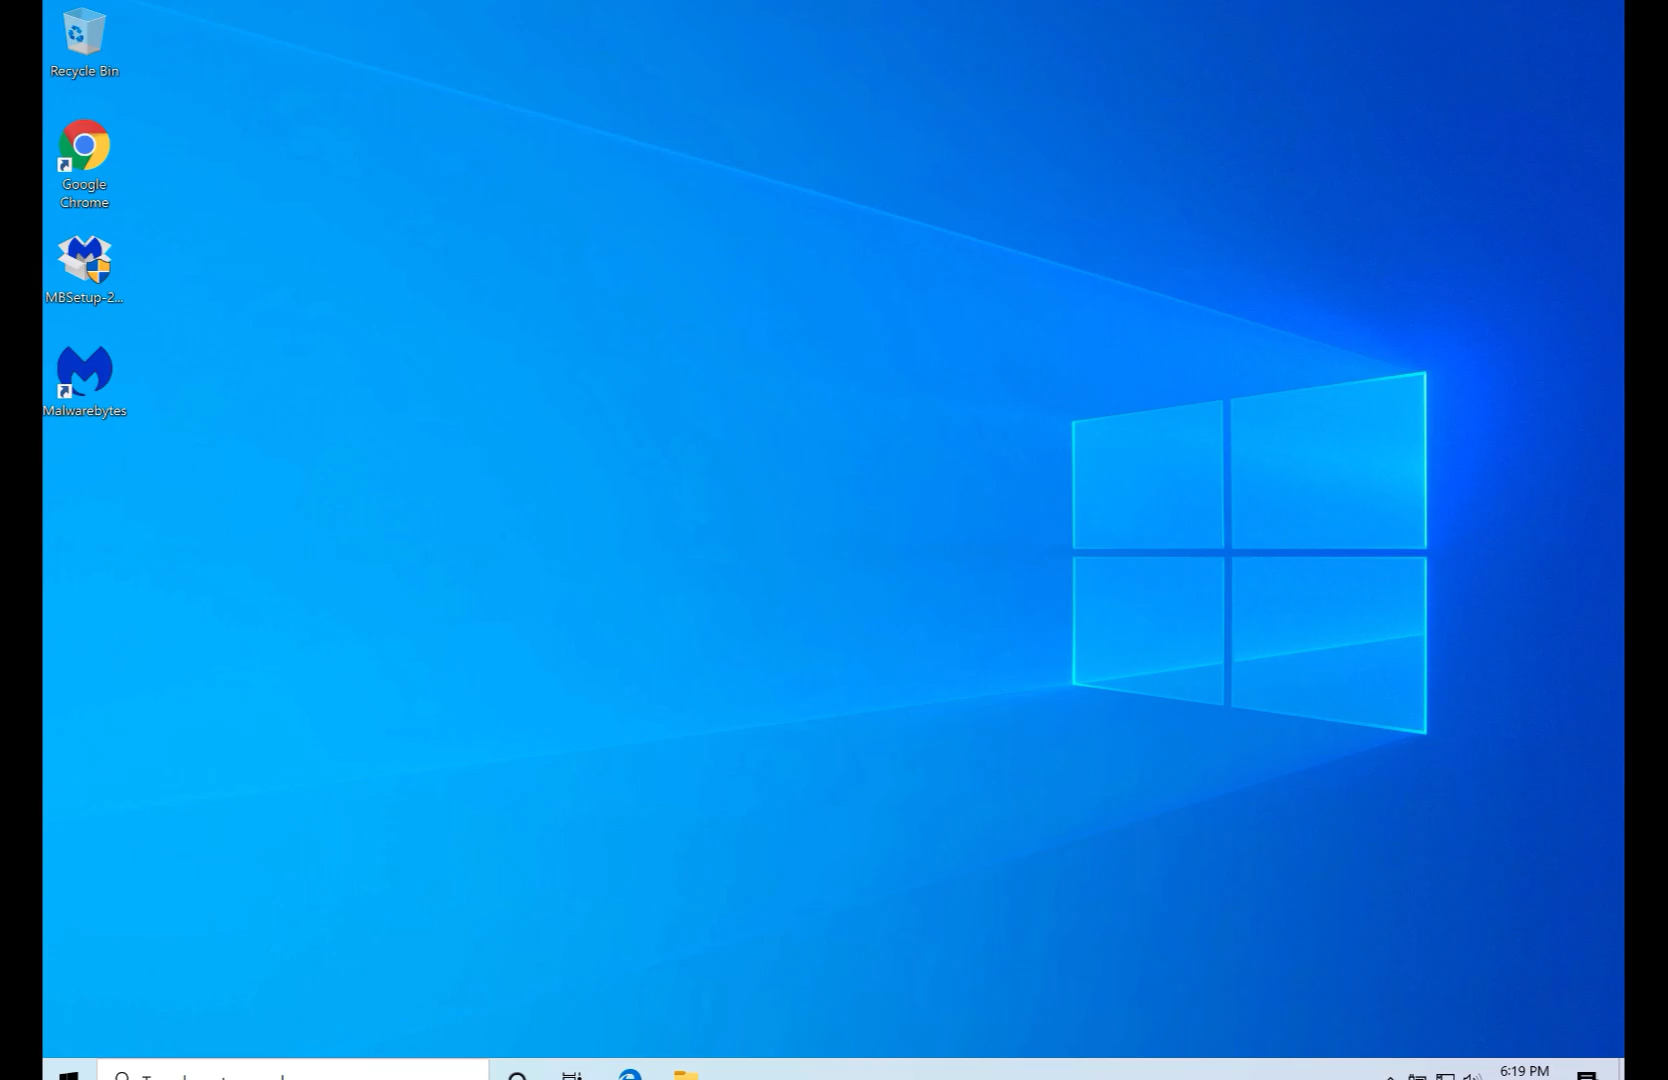 Recycle Bin
Google
Chrome
MBSetup-2...
Malwarebytes
6:19 PM